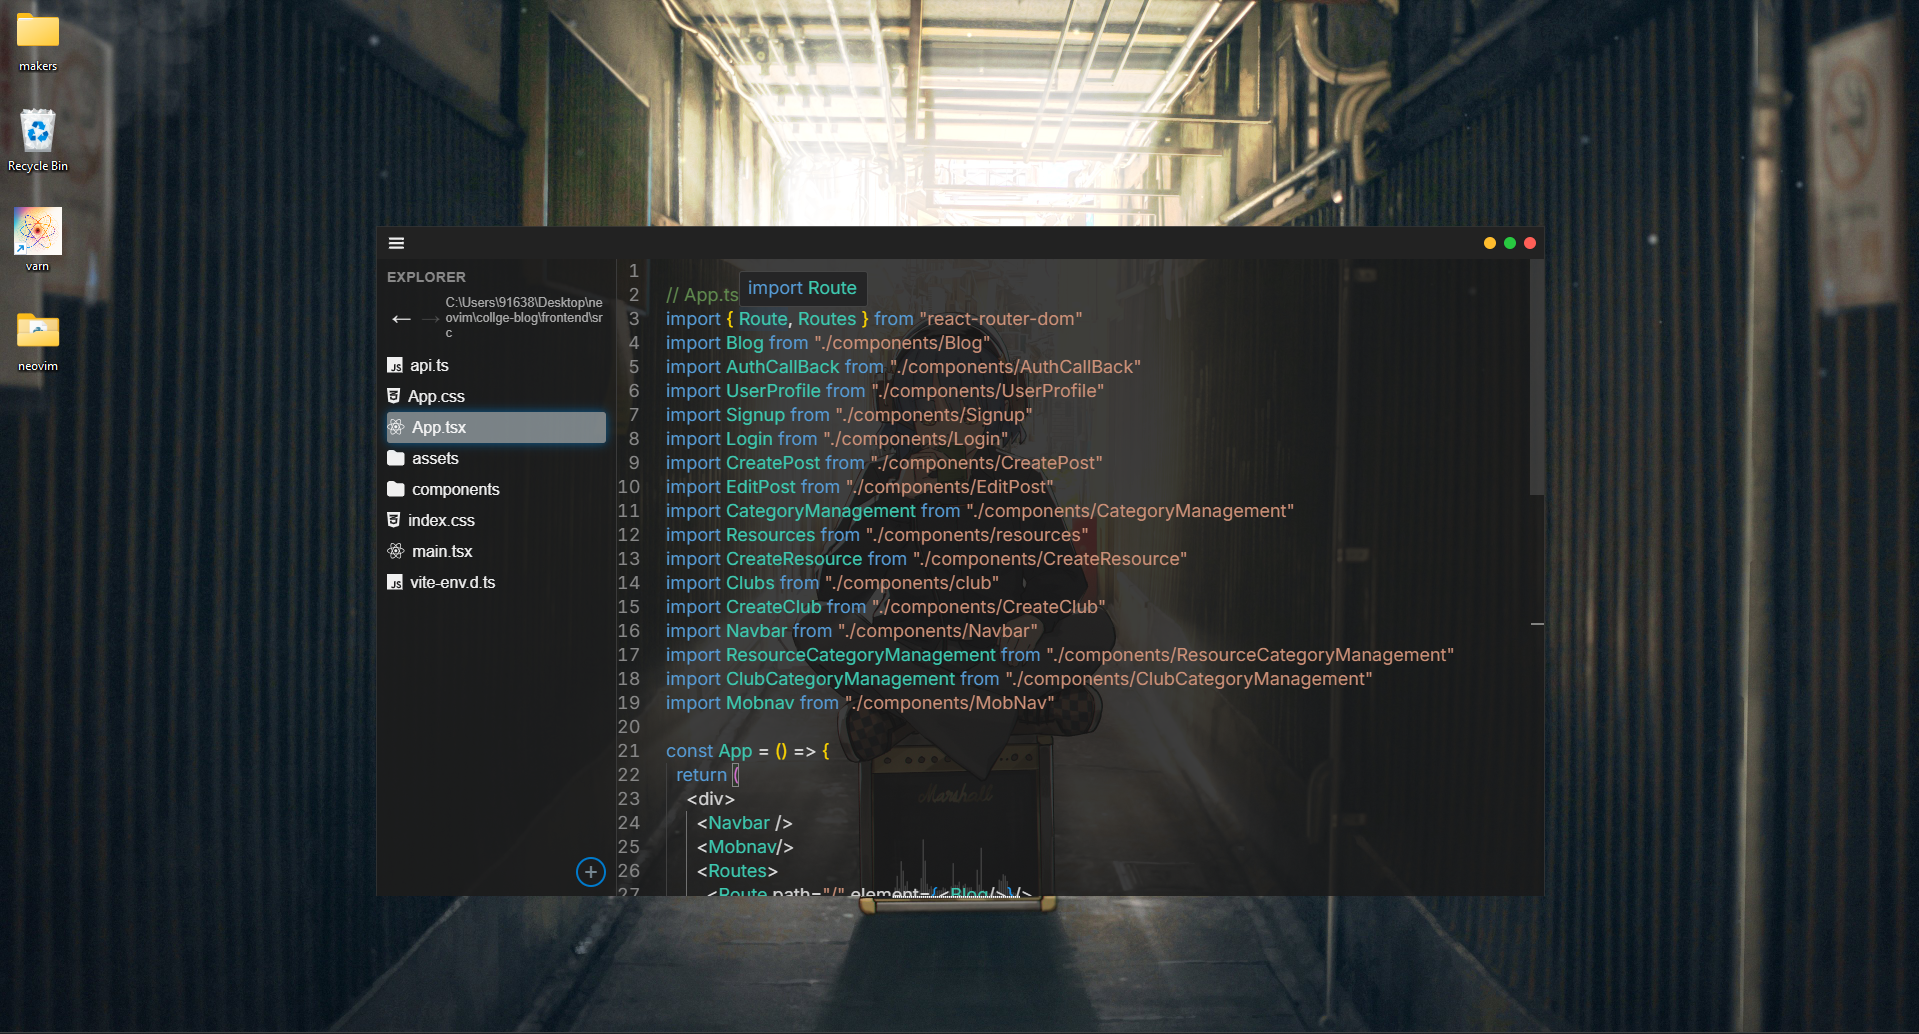 makers
Recycle Bin
varn
neovim
EXPLORER
C:\Users\91638\Desktop\ne
ovim\collge-blog\frontend\sr
c
api.ts
App.css
App.tsx
assets
components
index.css
main.tsx
vite-env.d.ts
import Route
1
2 // App.ts
3 import { Route, Routes } from "react-router-dom"
4 import Blog from "./components/Blog"
5 import AuthCallBack from "./components/AuthCallBack"
6 import UserProfile from "./components/UserProfile"
7 import Signup from "./components/Signup"
8 import Login from "./components/Login"
9 import CreatePost from "./components/CreatePost"
10 import EditPost from "./components/EditPost"
11 import CategoryManagement from "./components/CategoryManagement"
12 import Resources from "./components/resources"
13 import CreateResource from "./components/CreateResource"
14 import Clubs from "./components/club"
15 import CreateClub from "./components/CreateClub"
16 import Navbar from "./components/Navbar"
17 import ResourceCategoryManagement from "./components/ResourceCategoryManagement"
18 import ClubCategoryManagement from "./components/ClubCategoryManagement"
19 import Mobnav from "./components/MobNav"
20
21 const App = () => {
22 return (
23 <div>
24 <Navbar />
25 <Mobnav/>
26 <Routes>
27 <Route path="/" element={<Blog/>}/>
Marshall